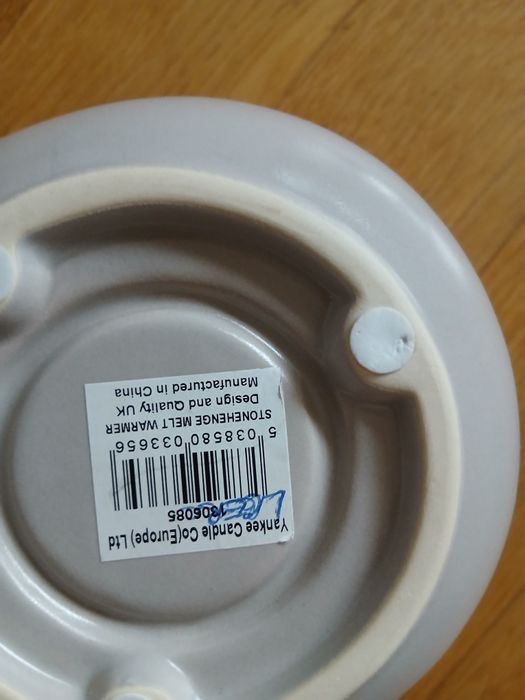 Yankee Candle Co(Europe) Ltd
1306085
5 038580 033656
STONEHENGE MELT WARMER
Design and Quality UK
Manufactured in China